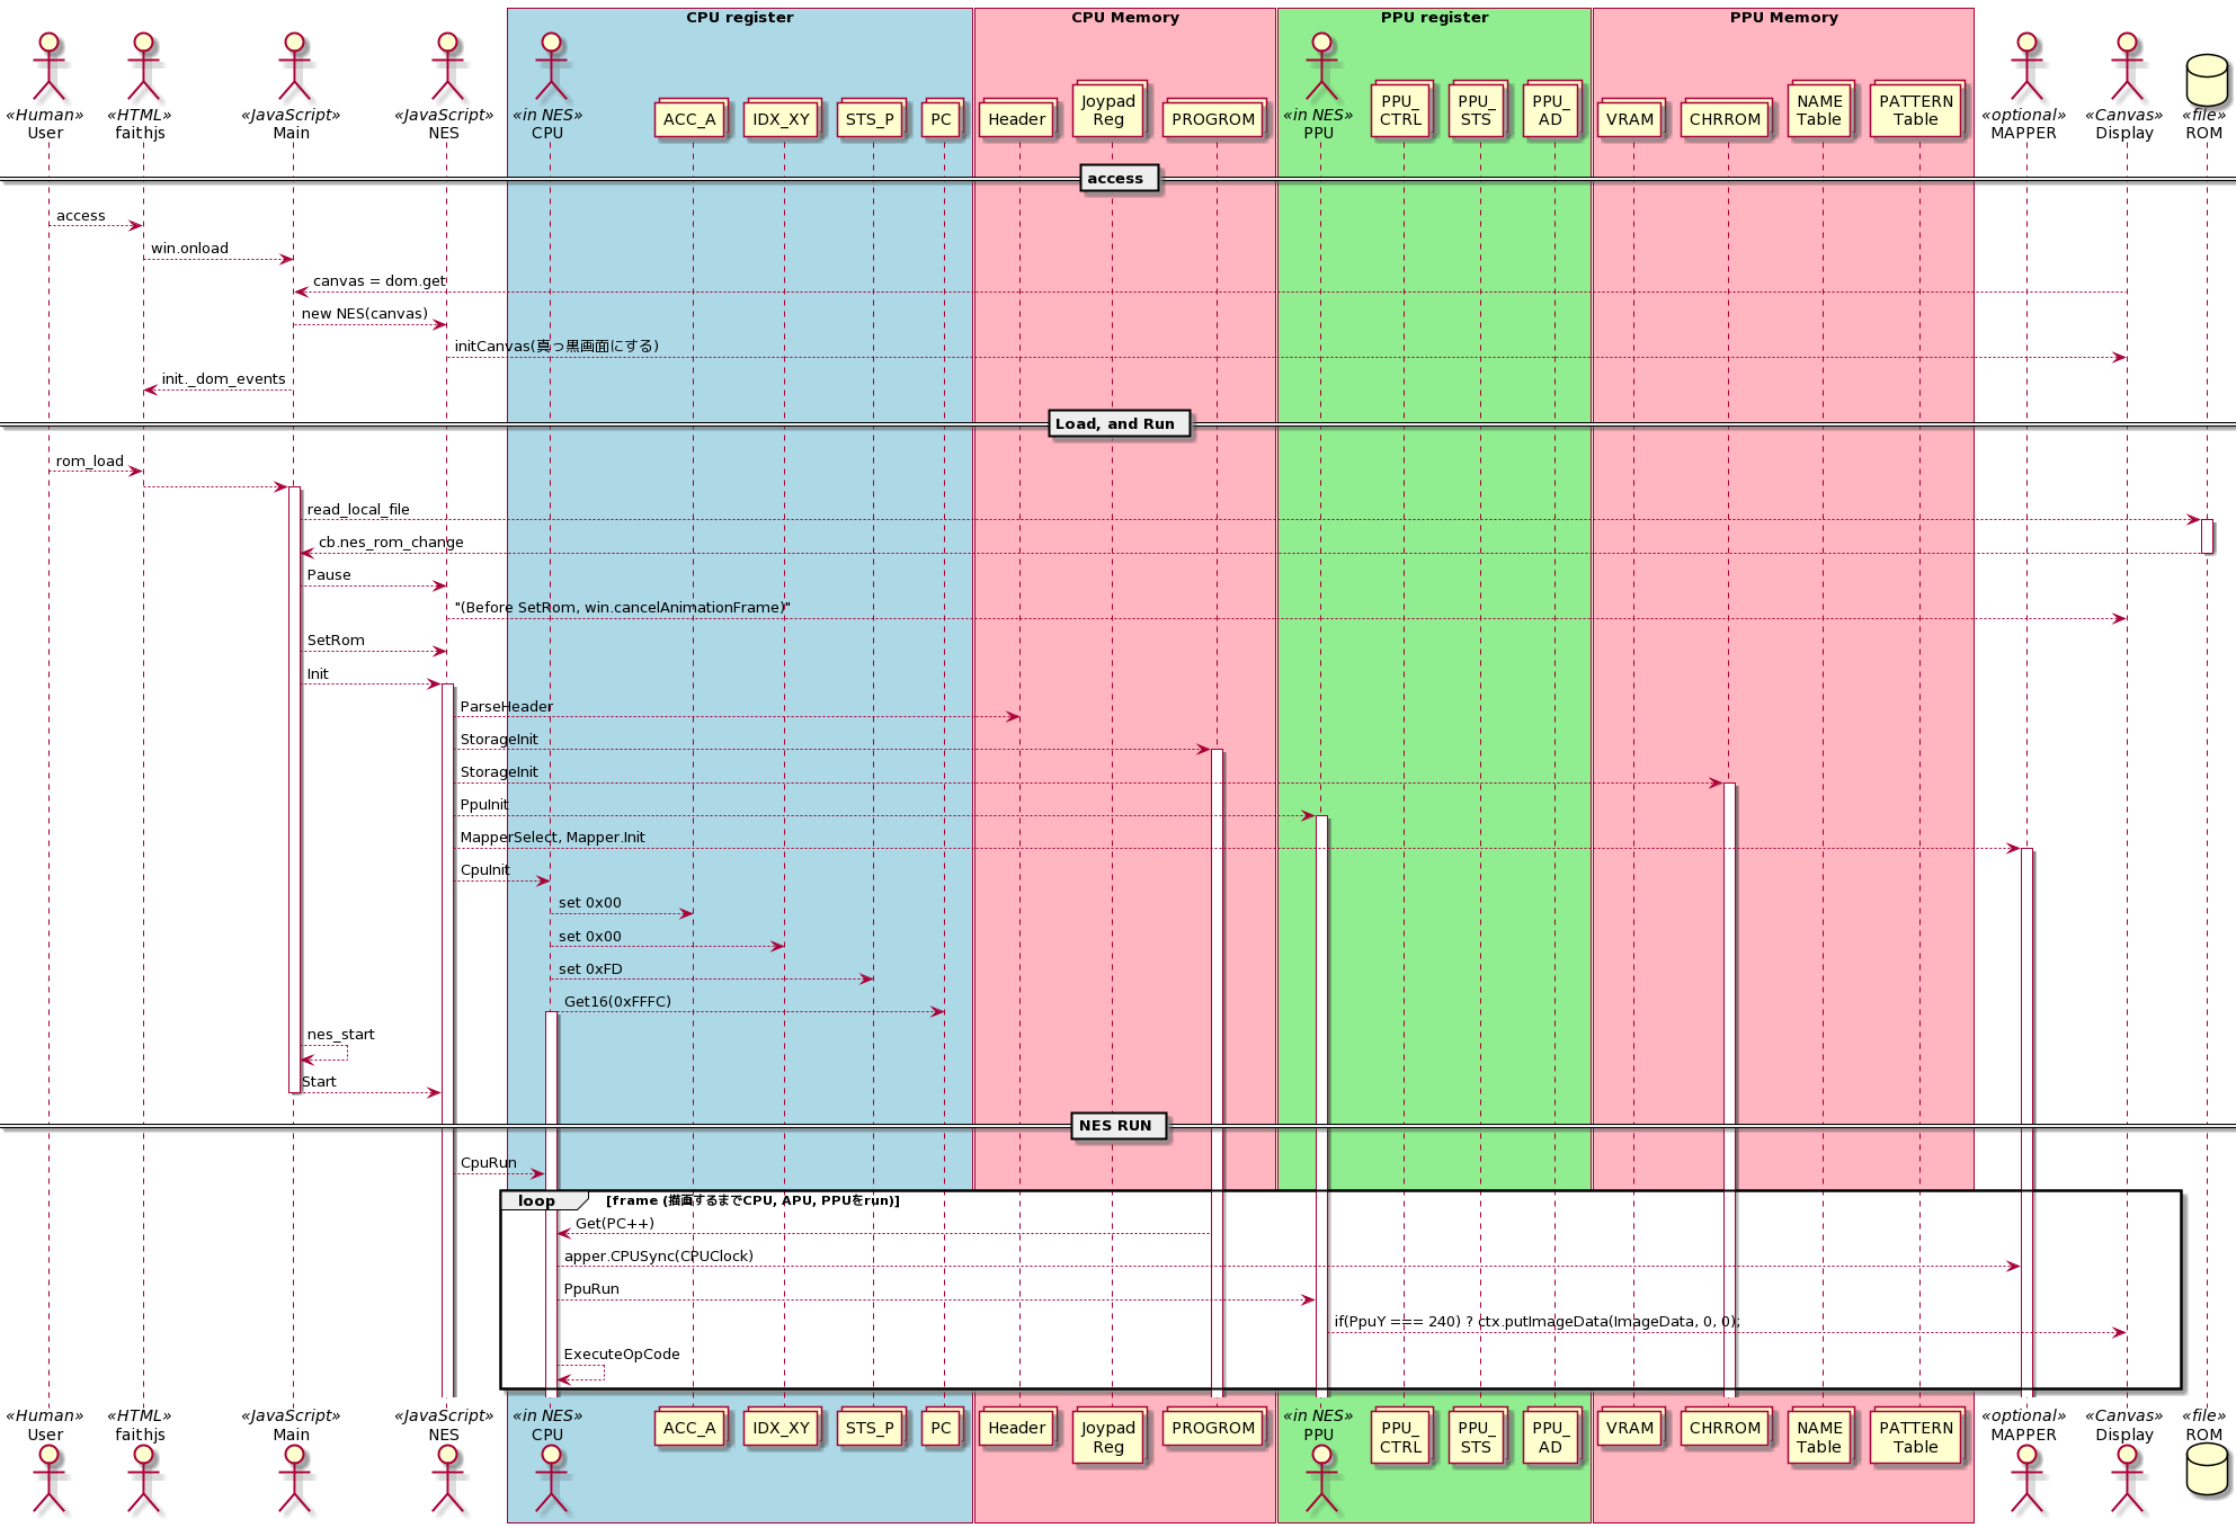 CPU register
CPU Memory
PPU register
PPU Memory
«Human»
User
«HTML»
faithjs
«JavaScript»
Main
«JavaScript»
NES
«in NES»
CPU
ACC_A
IDX_XY
STS_P
PC
Header
Joypad
Reg
PROGROM
«in NES»
PPU
PPU_
CTRL
PPU_
STS
PPU_
AD
VRAM
CHRROM
NAME
Table
PATTERN
Table
«optional»
MAPPER
«Canvas»
Display
«file»
ROM
access
access
win.onload
canvas = dom.get
new NES(canvas)
initCanvas(真っ黒画面にする)
init._dom_events
Load, and Run
rom_load
read_local_file
cb.nes_rom_change
Pause
"(Before SetRom, win.cancelAnimationFrame)"
SetRom
Init
ParseHeader
StorageInit
StorageInit
PpuInit
MapperSelect, Mapper.Init
CpuInit
set 0x00
set 0x00
set 0xFD
Get16(0xFFFC)
nes_start
Start
NES RUN
CpuRun
loop
[frame (描画するまでCPU, APU, PPUをrun)]
Get(PC++)
apper.CPUSync(CPUClock)
PpuRun
if(PpuY === 240) ? ctx.putImageData(ImageData, 0, 0);
ExecuteOpCode
«Human»
User
«HTML»
faithjs
«JavaScript»
Main
«JavaScript»
NES
«in NES»
CPU
ACC_A
IDX_XY
STS_P
PC
Header
Joypad
Reg
PROGROM
«in NES»
PPU
PPU_
CTRL
PPU_
STS
PPU_
AD
VRAM
CHRROM
NAME
Table
PATTERN
Table
«optional»
MAPPER
«Canvas»
Display
«file»
ROM